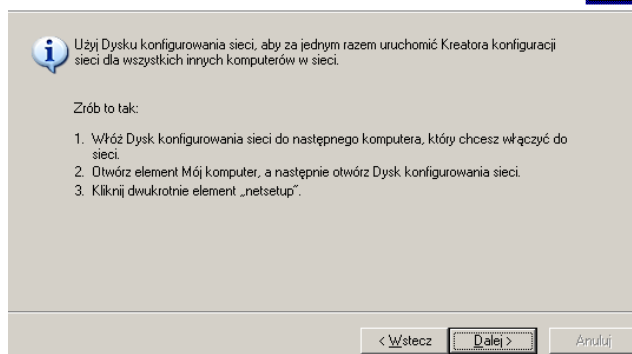 Użyj Dysku konfigurowania sieci, aby za jednym razem uruchomić Kreatora konfiguracji
sieci dla wszystkich innych komputerów w sieci.
Zrób to tak:
1. Włóż Dysk konfigurowania sieci do następnego komputera, który chcesz włączyć do
sieci.
2. Otwórz element Mój komputer, a następnie otwórz Dysk konfigurowania sieci.
3. Kliknij dwukrotnie element „netsetup”.
< Wstecz Dalej > Anuluj